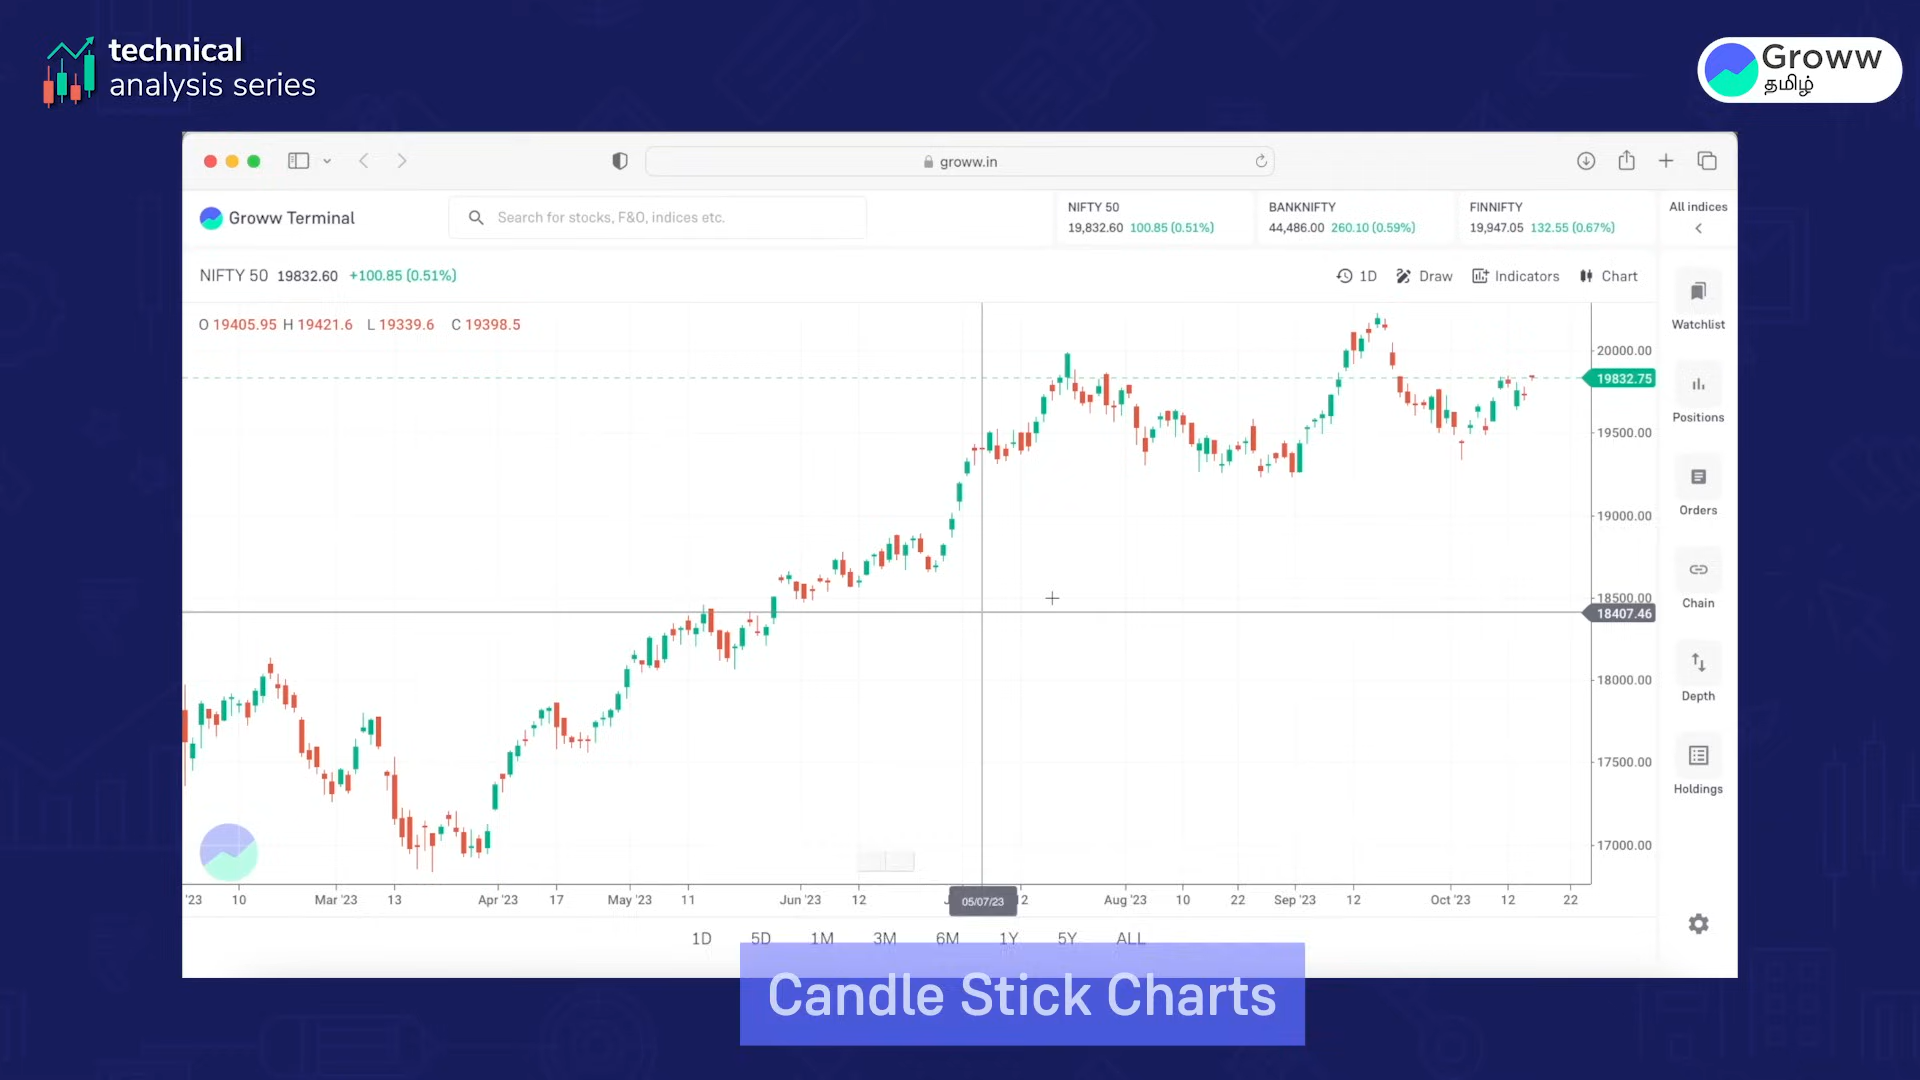 technical
analysis series
Groww
தமிழ்
groww.in
Groww Terminal
Search for stocks, F&O, indices etc.
NIFTY 50
19,832.60 100.85 (0.51%)
BANKNIFTY
44,486.00 260.10 (0.59%)
FINNIFTY
19,947.05 132.55 (0.67%)
All indices
NIFTY 50 19832.60 +100.85 (0.51%)
1D Draw Indicators Chart
O 19405.95 H 19421.6 L 19339.6 C 19398.5
20000.00
19832.75
19500.00
19000.00
18500.00
18407.46
18000.00
17500.00
17000.00
Watchlist
Positions
Orders
Chain
Depth
Holdings
'23 10 Mar '23 13 Apr '23 17 May '23 11 Jun '23 12 05/07/23 12 Aug '23 10 22 Sep '23 12 Oct '23 12 22
1D 5D 1M 3M 6M 1Y 5Y ALL
Candle Stick Charts